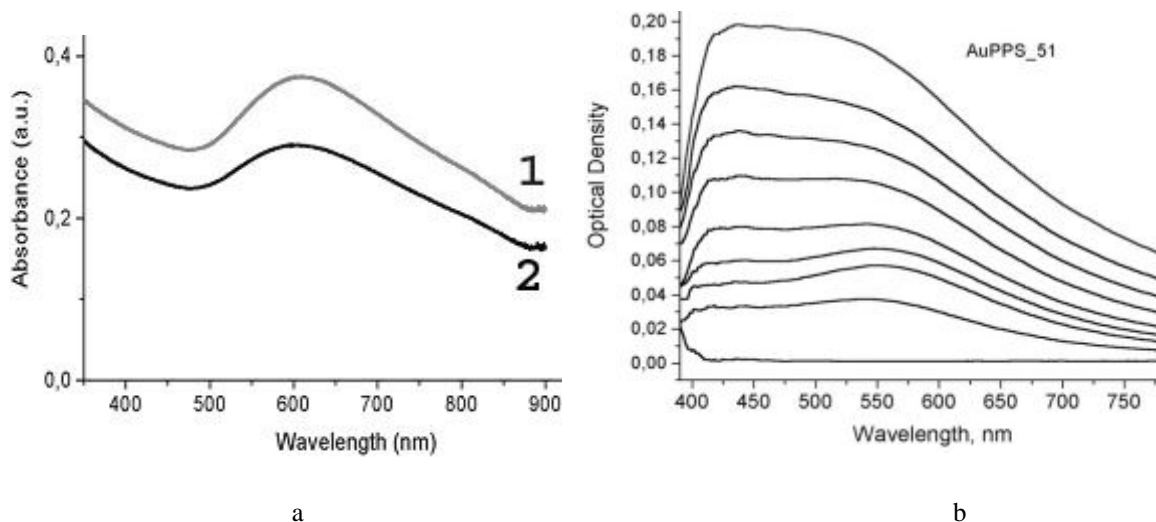 0,4
0,2
0,0
Absorbance (a.u.)
1
2
400 500 600 700 800 900
Wavelength (nm)
a
0,20
0,18
0,16
0,14
0,12
0,10
0,08
0,06
0,04
0,02
0,00
Optical Density
AuPPS_51
400 450 500 550 600 650 700 750
Wavelength, nm
b